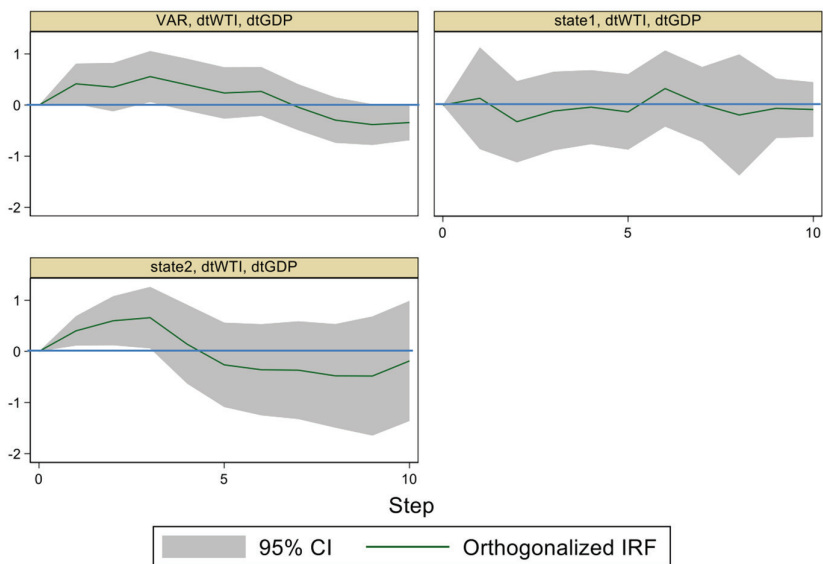 VAR, dtWTI, dtGDP
1
0
-1
-2
state1, dtWTI, dtGDP
0
5
10
state2, dtWTI, dtGDP
1
0
-1
-2
0
5
10
Step
95% CI
Orthogonalized IRF